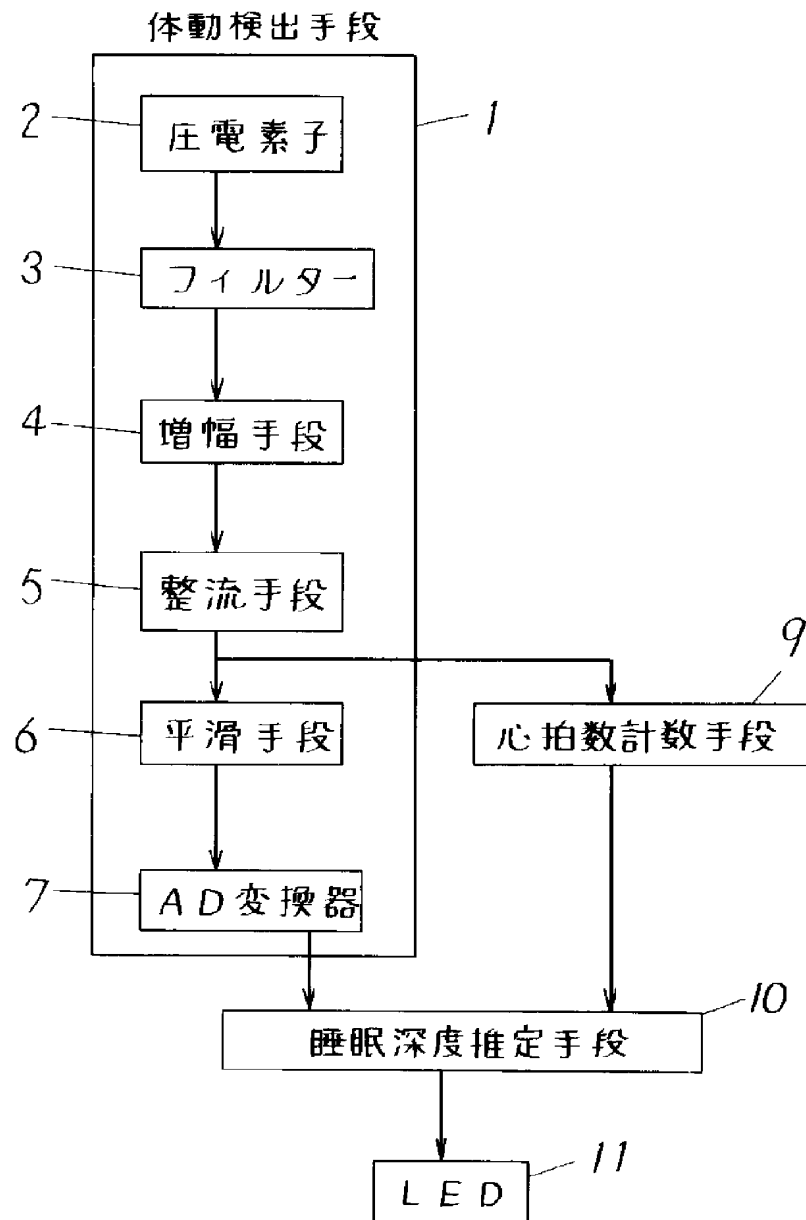 体動検出手段
1
2
圧電素子
3
フィルター
4
増幅手段
5
整流手段
9
6
平滑手段
心拍数計数手段
7
AD変換器
10
睡眠深度推定手段
11
LED